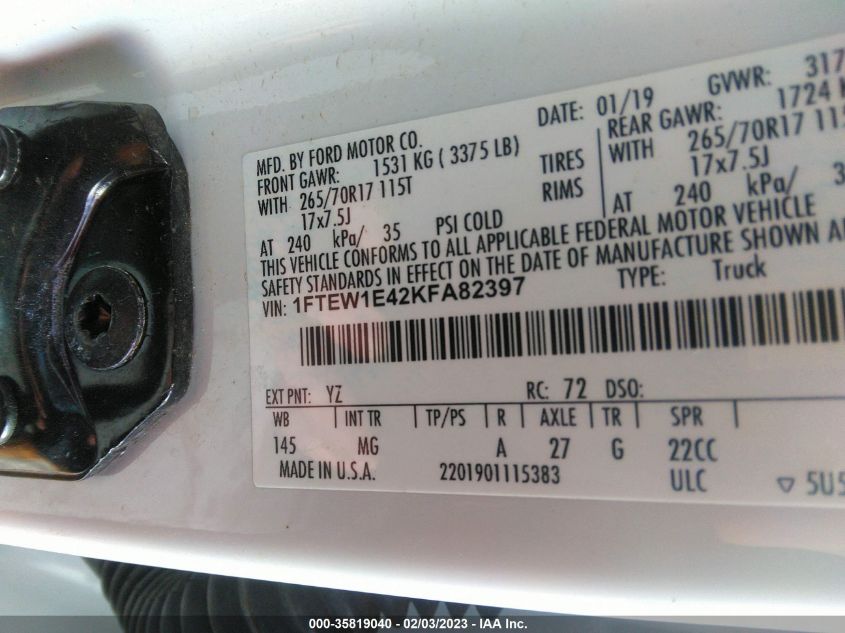 MFD. BY FORD MOTOR CO. DATE: 01/19 GVWR: 317
FRONT GAWR: 1531 KG ( 3375 LB) REAR GAWR: 1724 K
WITH 265/70R17 115T TIRES WITH 265/70R17 115
17x7.5J RIMS 17x7.5J
AT 240 kPa/ 35 PSI COLD AT 240 kPa/ 3
THIS VEHICLE CONFORMS TO ALL APPLICABLE FEDERAL MOTOR VEHICLE
SAFETY STANDARDS IN EFFECT ON THE DATE OF MANUFACTURE SHOWN A
VIN: 1FTEW1E42KFA82397 TYPE: Truck
EXT PNT: YZ RC: 72 DSO:
WB INT TR TP/PS R AXLE TR SPR
145 MG A 27 G 22CC
MADE IN U.S.A. 2201901115383 ULC ▽ 5U5
000-35819040 - 02/03/2023 - IAA Inc.